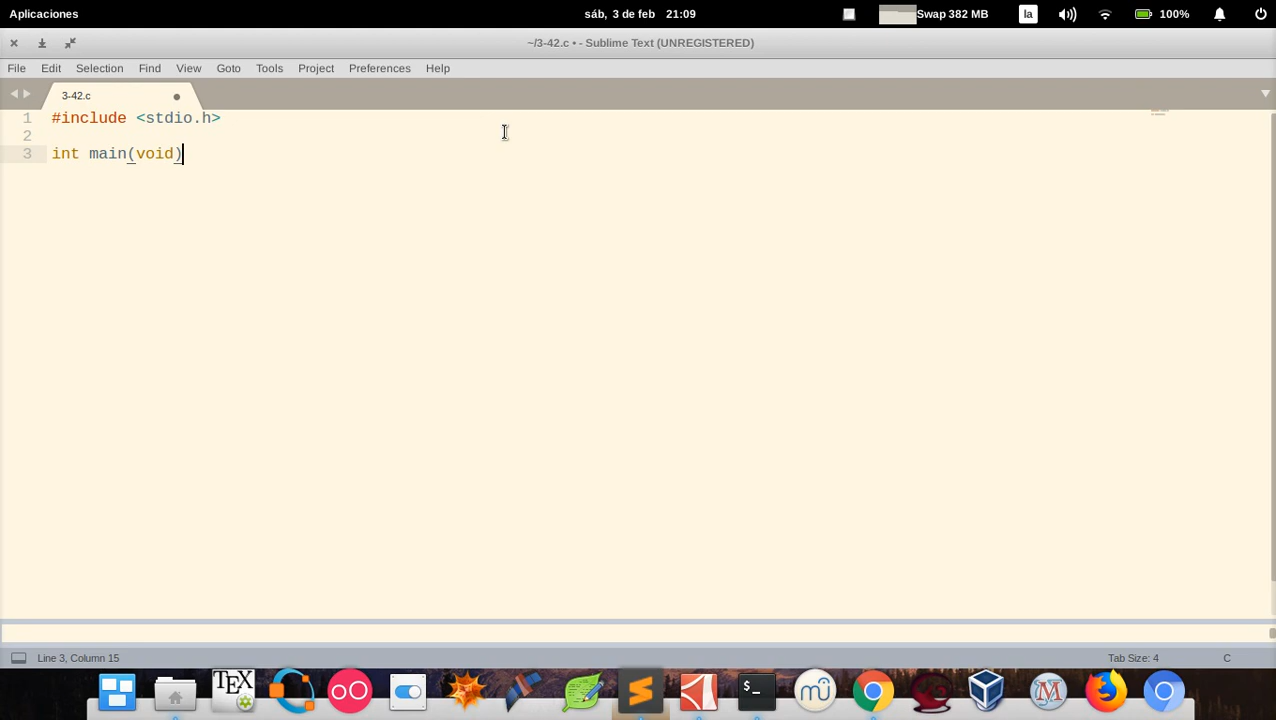 Aplicaciones sáb, 3 de feb 21:09 Swap 382 MB la 100%
~/3-42.c • - Sublime Text (UNREGISTERED)
File Edit Selection Find View Goto Tools Project Preferences Help
3-42.c
1 #include <stdio.h>
2
3 int main(void)
Line 3, Column 15 Tab Size: 4 C
TEX $_ mu M